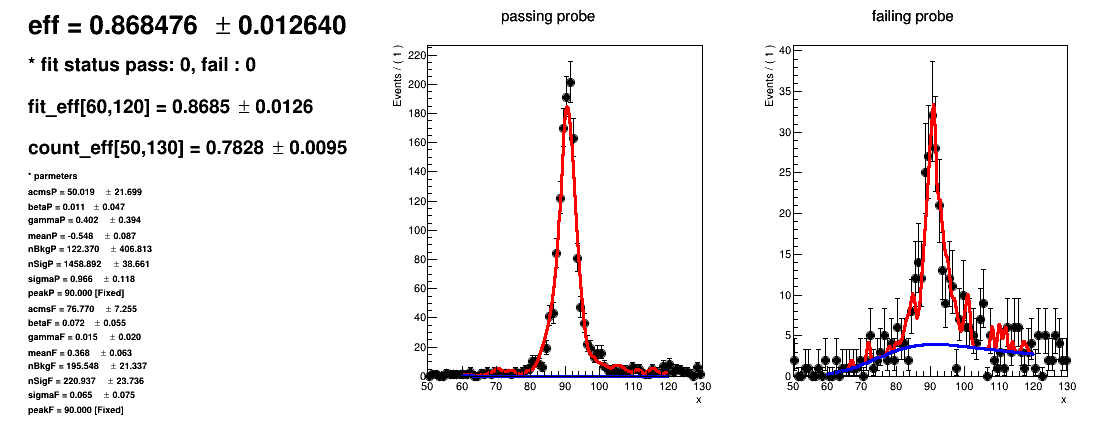 eff = 0.868476 ± 0.012640
* fit status pass: 0, fail : 0
fit_eff[60,120] = 0.8685 ± 0.0126
count_eff[50,130] = 0.7828 ± 0.0095
* parmeters
acmsP = 50.019 ± 21.699
betaP = 0.011 ± 0.047
gammaP = 0.402 ± 0.394
meanP = -0.548 ± 0.087
nBkgP = 122.370 ± 406.813
nSigP = 1458.892 ± 38.661
sigmaP = 0.966 ± 0.118
peakP = 90.000 [Fixed]
acmsF = 76.770 ± 7.255
betaF = 0.072 ± 0.055
gammaF = 0.015 ± 0.020
meanF = 0.368 ± 0.063
nBkgF = 195.548 ± 21.337
nSigF = 220.937 ± 23.736
sigmaF = 0.065 ± 0.075
peakF = 90.000 [Fixed]
passing probe
Events / ( 1 )
220
200
180
160
140
120
100
80
60
40
20
0
50 60 70 80 90 100 110 120 130
x
failing probe
Events / ( 1 )
40
35
30
25
20
15
10
5
0
50 60 70 80 90 100 110 120 130
x